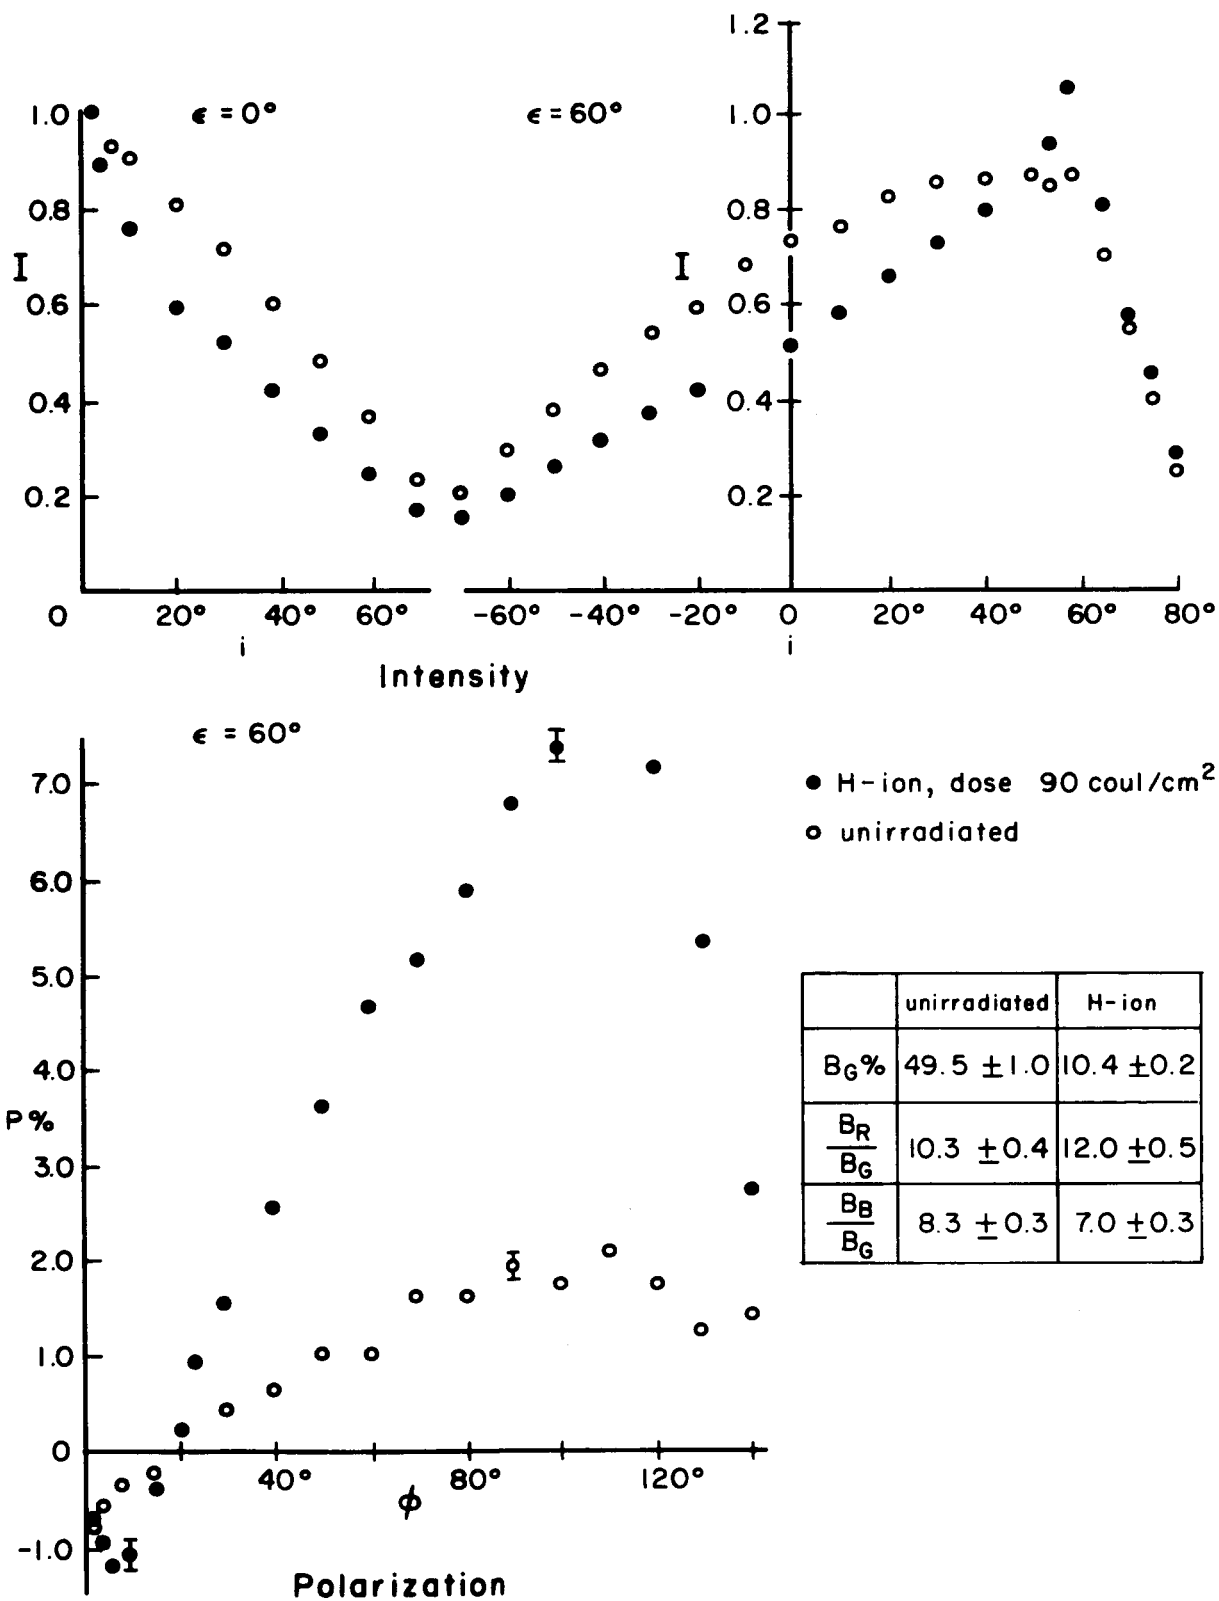 1.2
1.0
ϵ = 0°
ϵ = 60°
1.0
0.8
0.8
I
I
0.6
0.6
0.4
0.4
0.2
0.2
0
20°
40°
60°
-60°
-40°
-20°
0
20°
40°
60°
80°
i
i
Intensity
ϵ = 60°
7.0
● H-ion, dose 90 coul/cm²
○ unirradiated
6.0
5.0
4.0
P%
3.0
2.0
1.0
0
-1.0
40°
80°
120°
ϕ
Polarization
unirradiated H-ion
B_G% 49.5 ±1.0 10.4 ±0.2
B_R/B_G 10.3 ±0.4 12.0 ±0.5
B_B/B_G 8.3 ±0.3 7.0 ±0.3